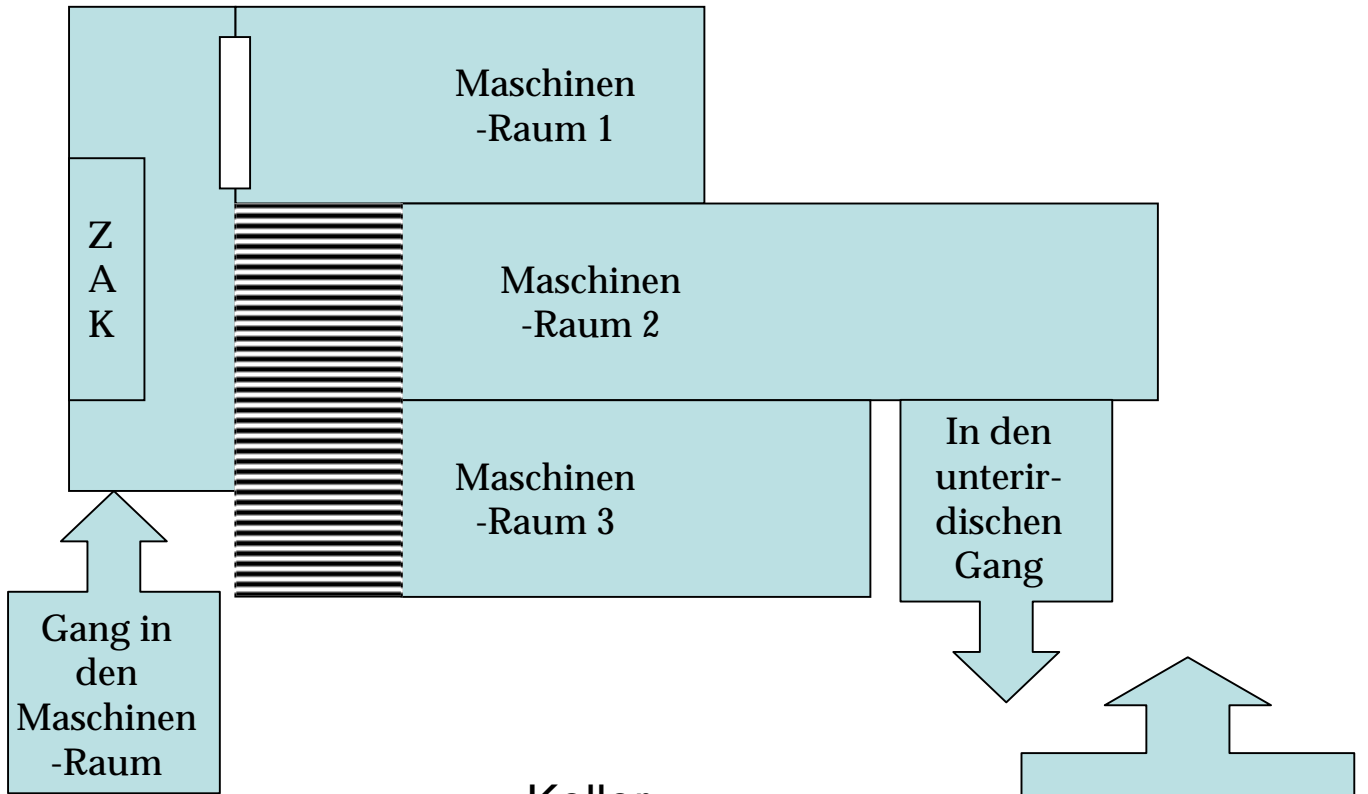 Maschinen
-Raum 1
Z
A
K
Maschinen
-Raum 2
Maschinen
-Raum 3
In den
unterir-
dischen
Gang
Gang in
den
Maschinen
-Raum
Keller